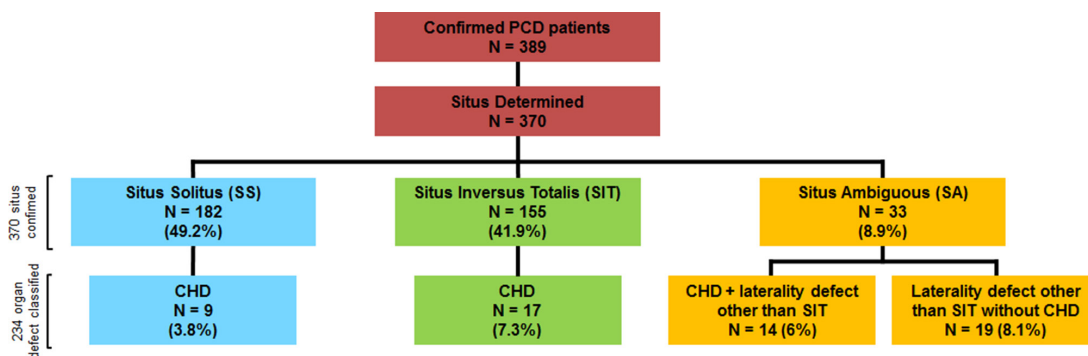 Confirmed PCD patients
N = 389
Situs Determined
N = 370
370 situs
confirmed
Situs Solitus (SS)
N = 182
(49.2%)
Situs Inversus Totalis (SIT)
N = 155
(41.9%)
Situs Ambiguous (SA)
N = 33
(8.9%)
234 organ
defect classified
CHD
N = 9
(3.8%)
CHD
N = 17
(7.3%)
CHD + laterality defect
other than SIT
N = 14 (6%)
Laterality defect other
than SIT without CHD
N = 19 (8.1%)